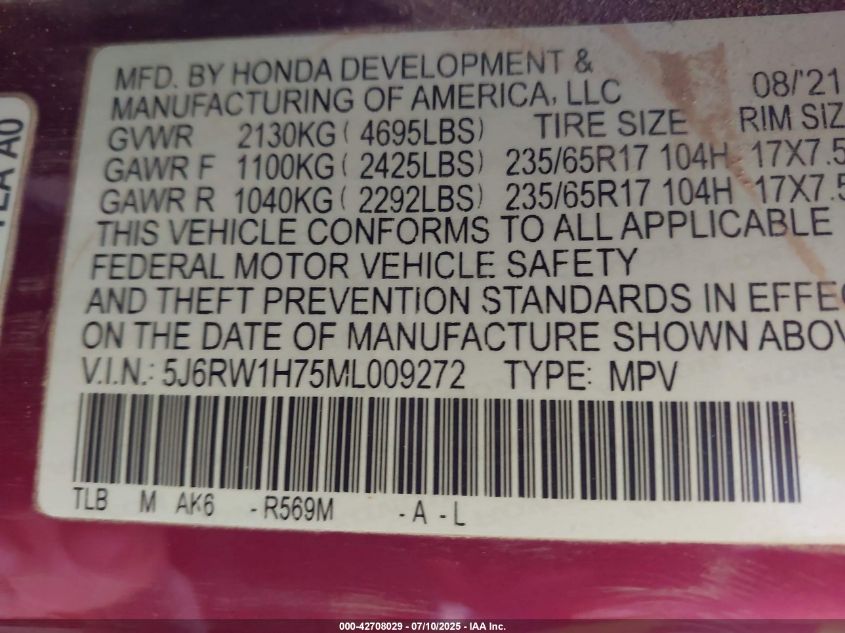 MFD. BY HONDA DEVELOPMENT &
MANUFACTURING OF AMERICA, LLC 08/'21
GVWR 2130KG ( 4695LBS) TIRE SIZE RIM SIZ
GAWR F 1100KG ( 2425LBS) 235/65R17 104H 17X7.5
GAWR R 1040KG ( 2292LBS) 235/65R17 104H 17X7.5
THIS VEHICLE CONFORMS TO ALL APPLICABLE
FEDERAL MOTOR VEHICLE SAFETY
AND THEFT PREVENTION STANDARDS IN EFFEC
ON THE DATE OF MANUFACTURE SHOWN ABOV
V.I.N.: 5J6RW1H75ML009272 TYPE: MPV
TLB M AK6 -R569M -A -L
000-42708029 - 07/10/2025 - IAA Inc.